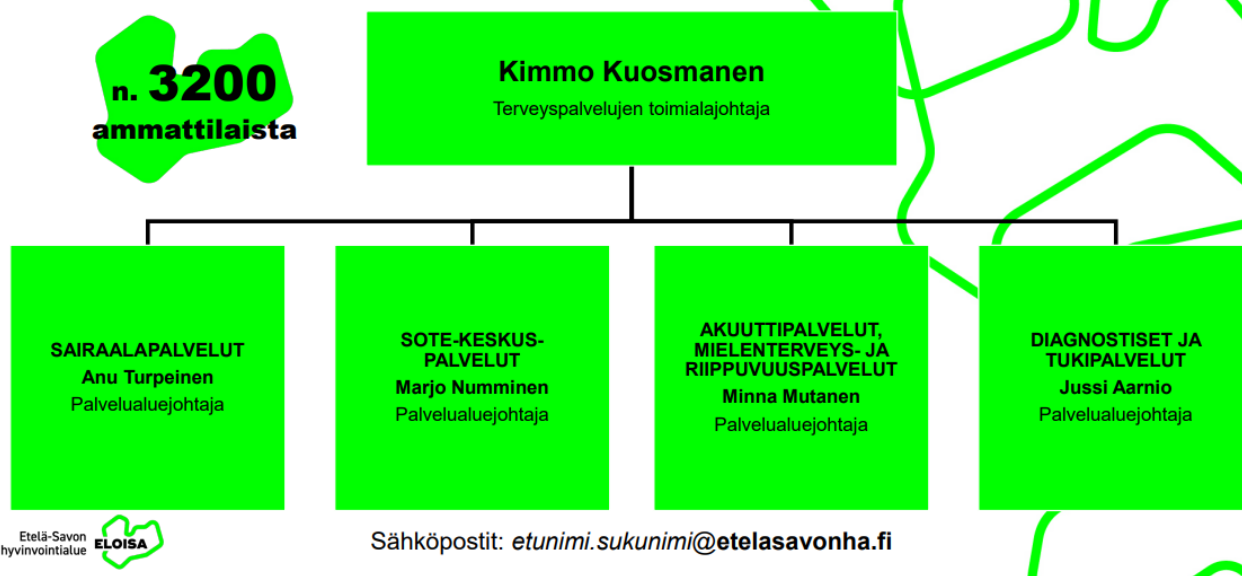 n. 3200
ammattilaista
Kimmo Kuosmanen
Terveyspalvelujen toimialajohtaja
SAIRAALAPALVELUT
Anu Turpeinen
Palvelualuejohtaja
SOTE-KESKUS-
PALVELUT
Marjo Numminen
Palvelualuejohtaja
AKUUTTIPALVELUT,
MIELENTERVEYS- JA
RIIPPUVUUSPALVELUT
Minna Mutanen
Palvelualuejohtaja
DIAGNOSTISET JA
TUKIPALVELUT
Jussi Aarnio
Palvelualuejohtaja
Etelä-Savon
hyvinvointialue
ELOISA
Sähköpostit: etunimi.sukunimi@etelasavonha.fi